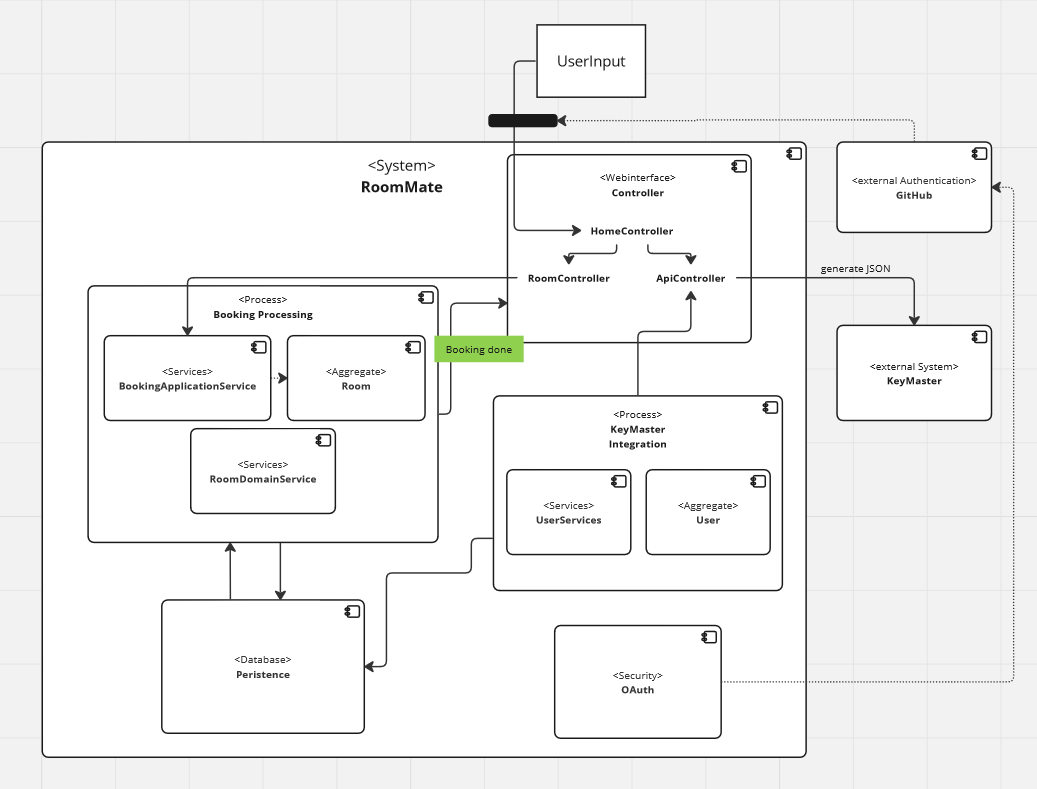 UserInput
<System>
RoomMate
<Webinterface>
Controller
<external Authentication>
GitHub
HomeController
RoomController
ApiController
generate JSON
<Process>
Booking Processing
Booking done
<Services>
BookingApplicationService
<Aggregate>
Room
<external System>
KeyMaster
<Process>
KeyMaster
Integration
<Services>
RoomDomainService
<Services>
UserServices
<Aggregate>
User
<Database>
Peristence
<Security>
OAuth